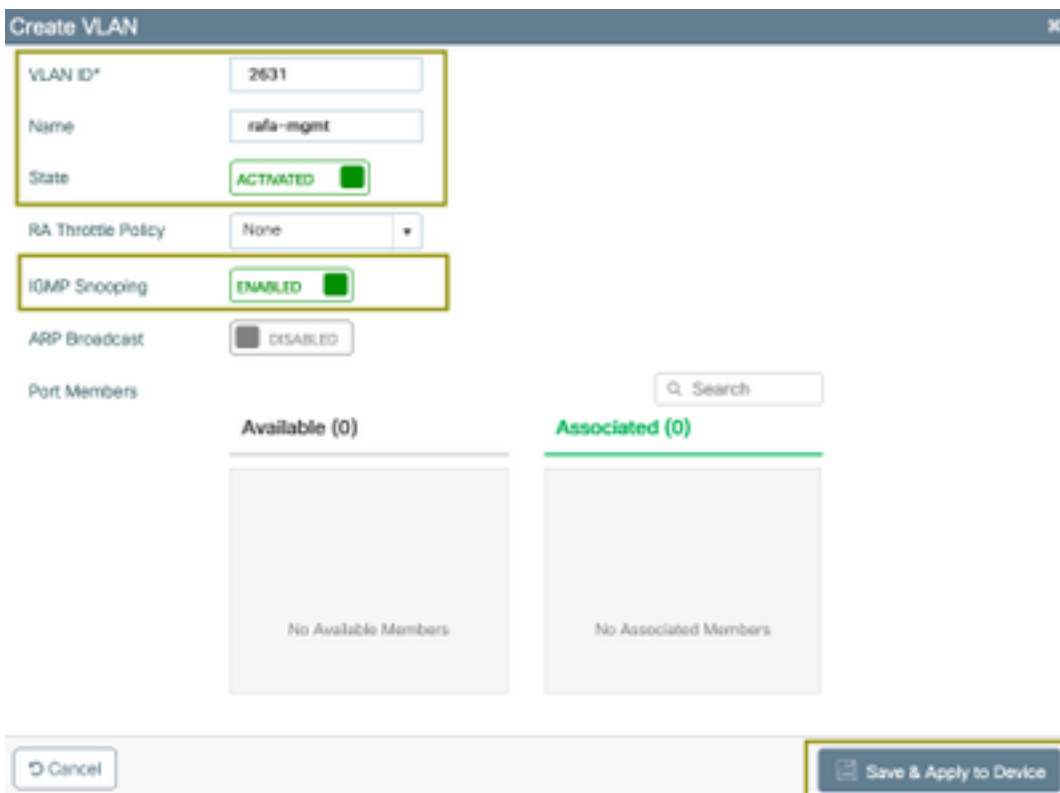 Create VLAN
VLAN ID* 2631
Name rafa-mgmt
State ACTIVATED
RA Throttle Policy None
IGMP Snooping ENABLED
ARP Broadcast DISABLED
Port Members Search
Available (0) Associated (0)
No Available Members No Associated Members
Cancel Save & Apply to Device